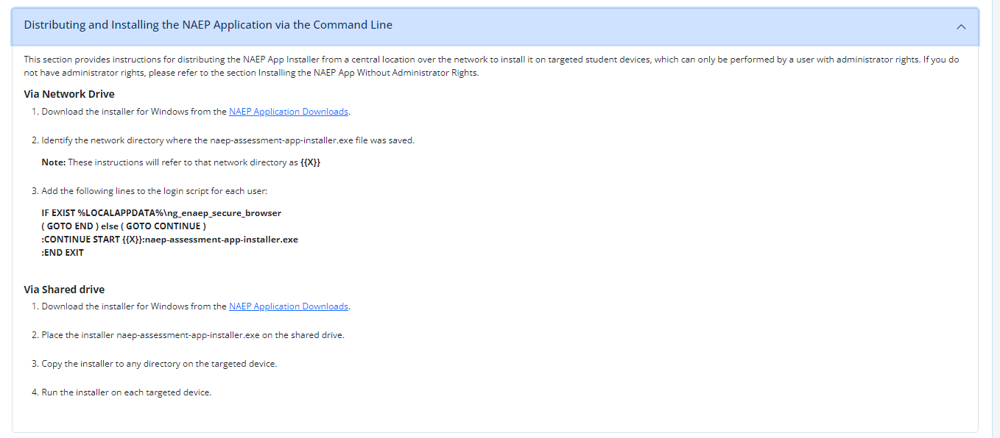 Distributing and Installing the NAEP Application via the Command Line
This section provides instructions for distributing the NAEP App Installer from a central location over the network to install it on targeted student devices, which can only be performed by a user with administrator rights. If you do
not have administrator rights, please refer to the section Installing the NAEP App Without Administrator Rights.
Via Network Drive
1. Download the installer for Windows from the NAEP Application Downloads.
2. Identify the network directory where the naep-assessment-app-installer.exe file was saved.
Note: These instructions will refer to that network directory as {{X}}
3. Add the following lines to the login script for each user:
IF EXIST %LOCALAPPDATA%\ng_enaep_secure_browser
( GOTO END ) else ( GOTO CONTINUE )
:CONTINUE START {{X}}:naep-assessment-app-installer.exe
:END EXIT
Via Shared drive
1. Download the installer for Windows from the NAEP Application Downloads.
2. Place the installer naep-assessment-app-installer.exe on the shared drive.
3. Copy the installer to any directory on the targeted device.
4. Run the installer on each targeted device.